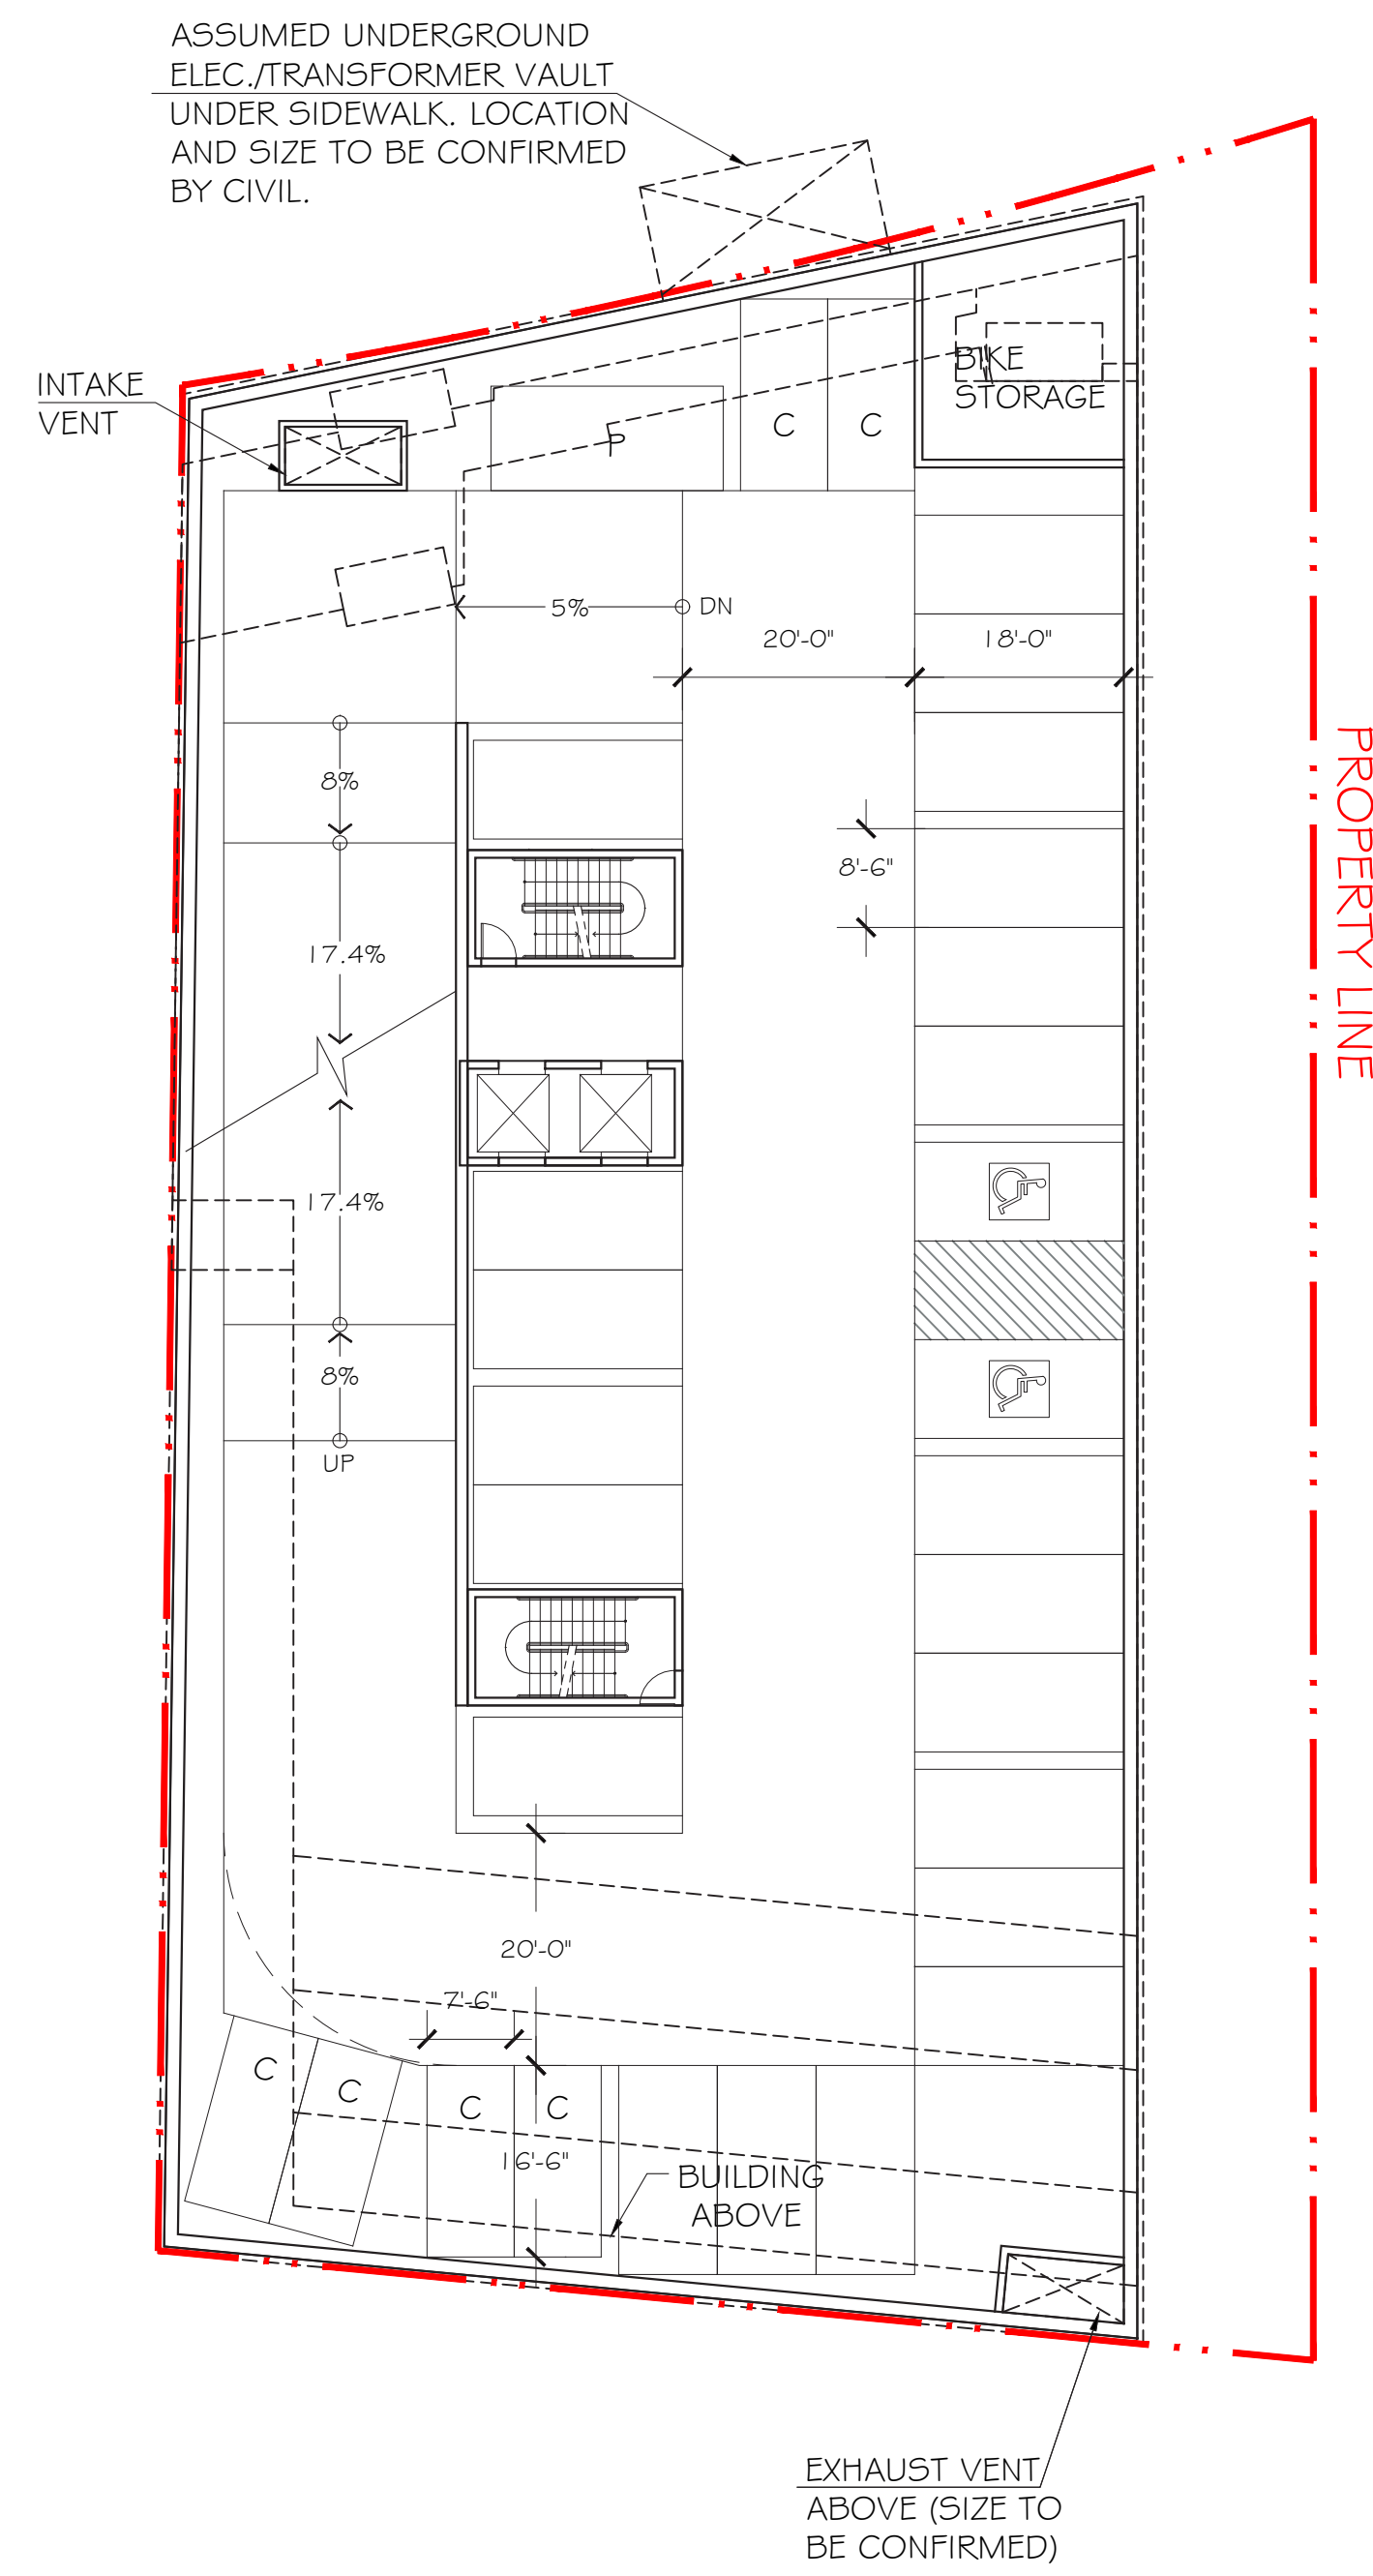 ASSUMED UNDERGROUND
ELEC./TRANSFORMER VAULT
UNDER SIDEWALK. LOCATION
AND SIZE TO BE CONFIRMED
BY CIVIL.
INTAKE
VENT
BIKE
STORAGE
P
C
C
5%
DN
20'-0"
18'-0"
8%
8'-6"
17.4%
PROPERTY LINE
17.4%
8%
UP
20'-0"
7'-6"
C
C
C
C
16'-6"
BUILDING
ABOVE
EXHAUST VENT
ABOVE (SIZE TO
BE CONFIRMED)